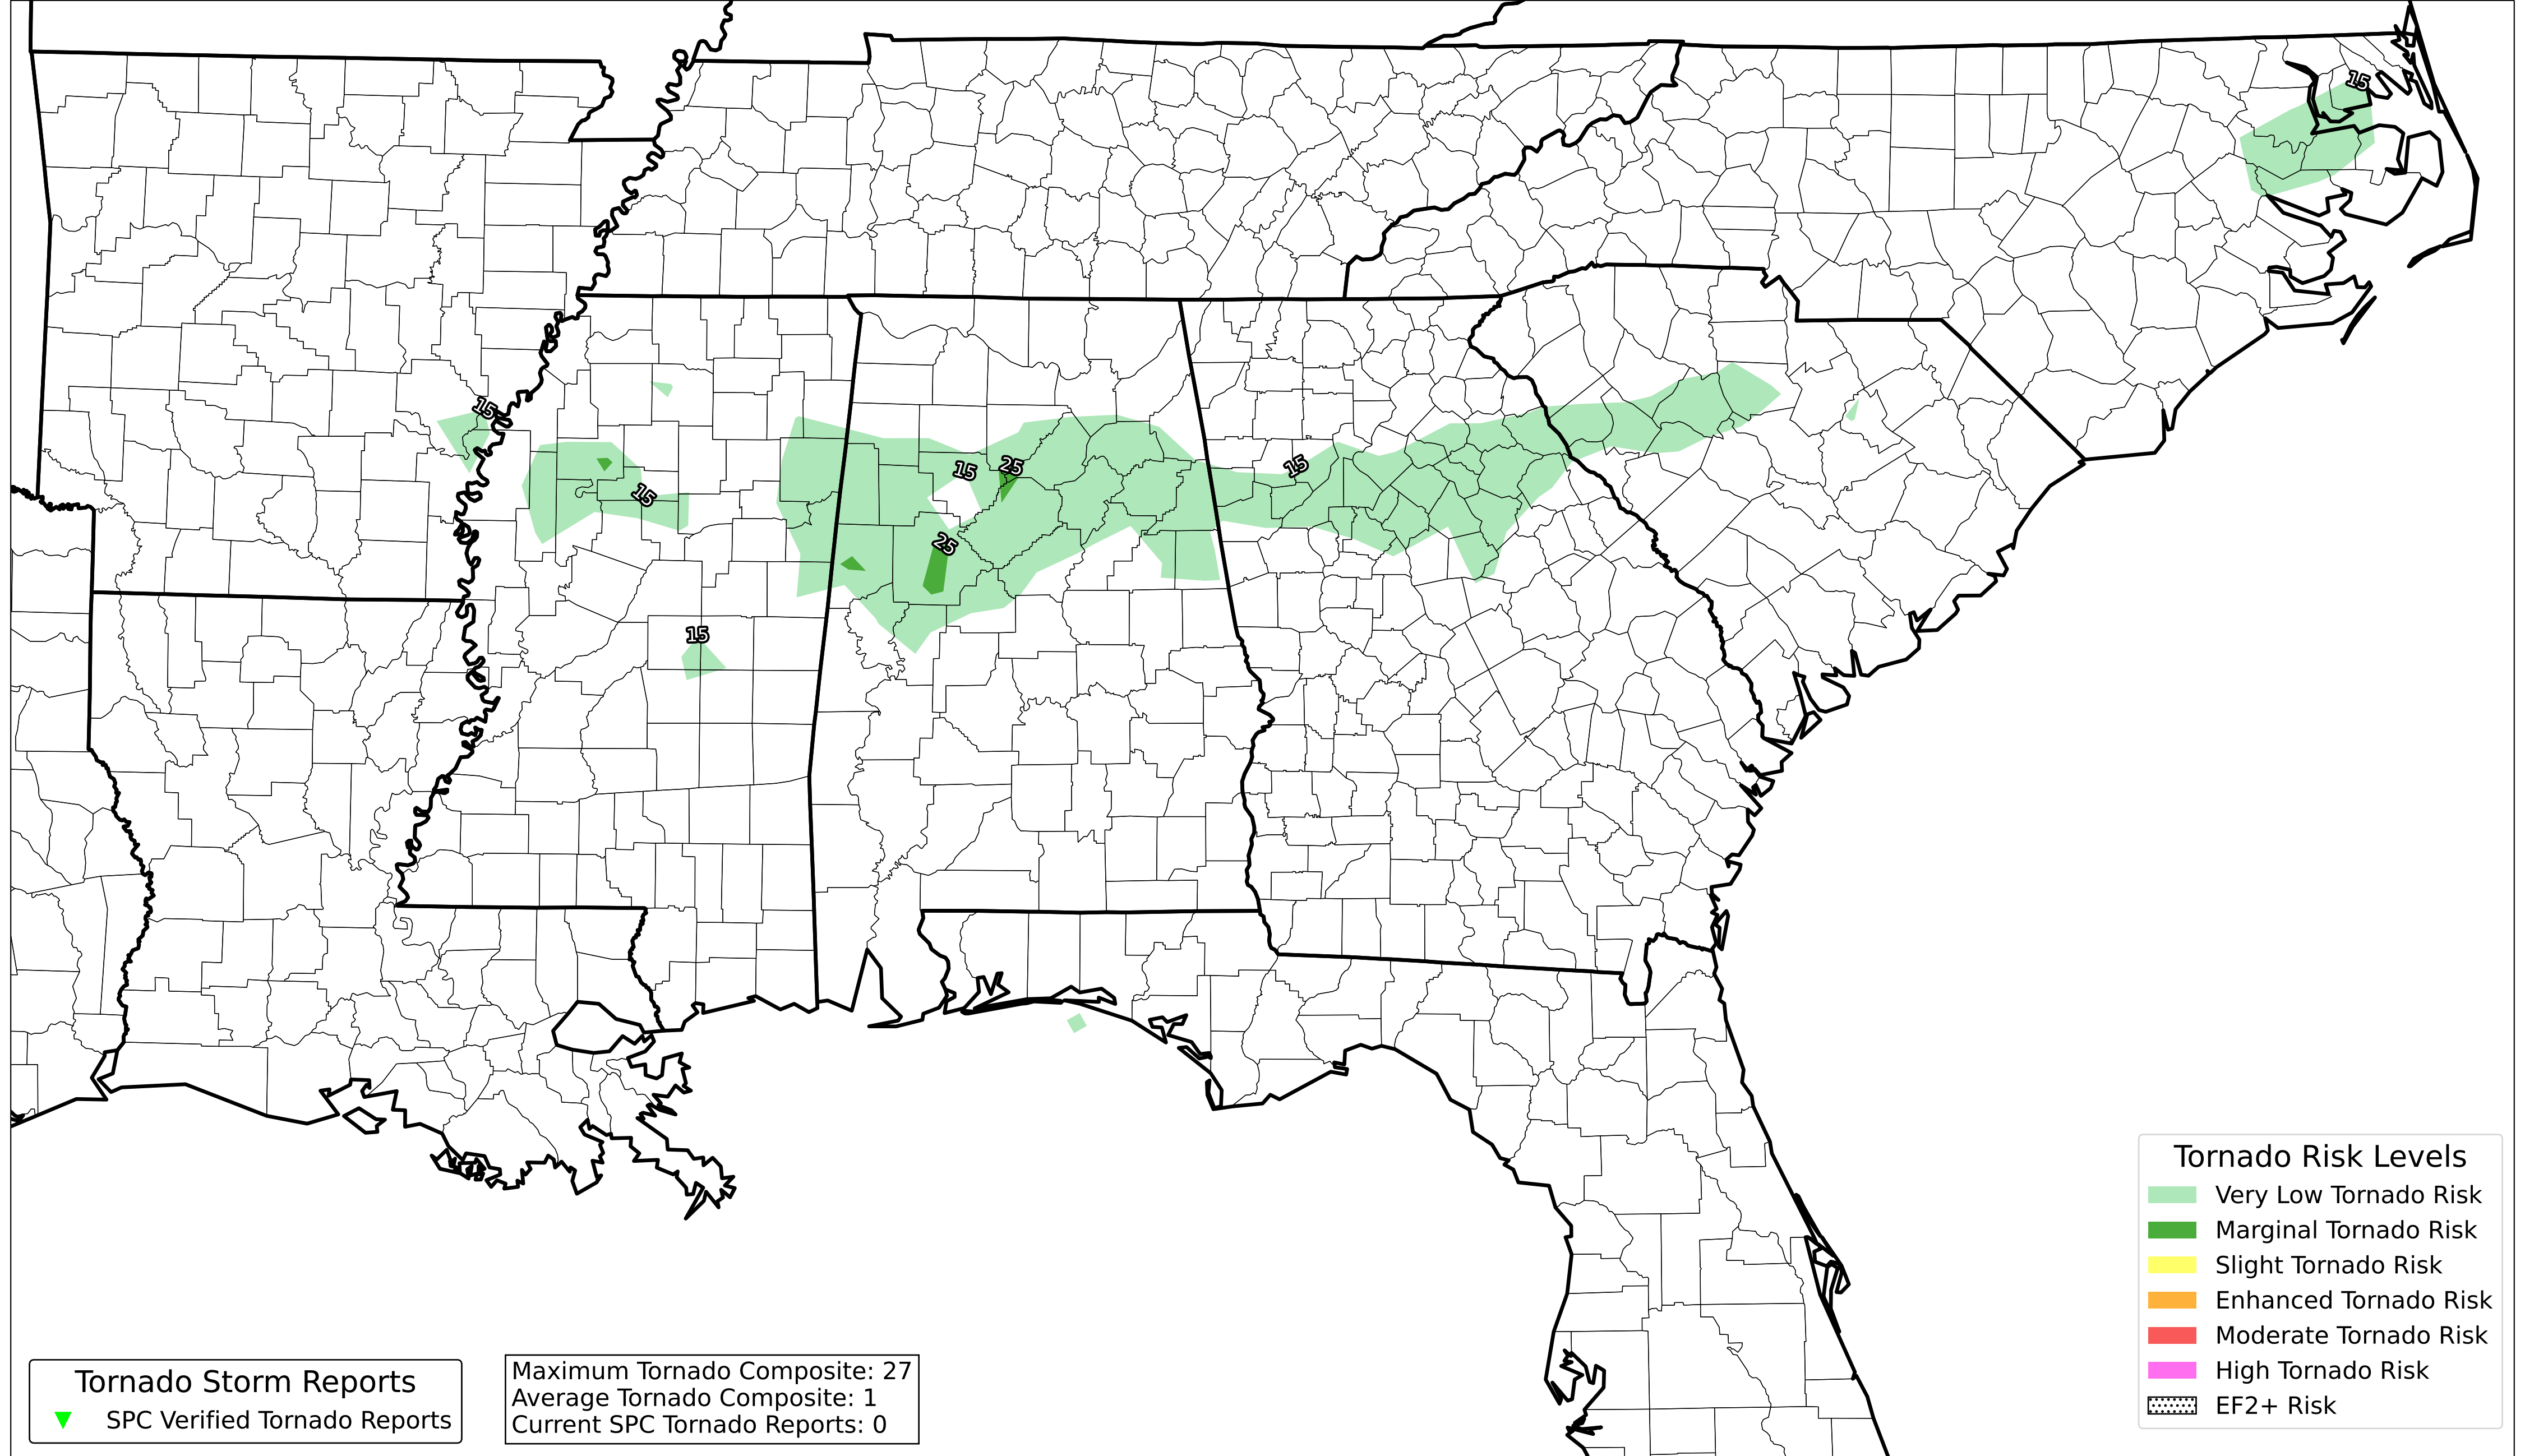 15
15
15
25
15
15
25
15
Tornado Risk Levels
Very Low Tornado Risk
Marginal Tornado Risk
Slight Tornado Risk
Enhanced Tornado Risk
Moderate Tornado Risk
High Tornado Risk
EF2+ Risk
Tornado Storm Reports
SPC Verified Tornado Reports
Maximum Tornado Composite: 27
Average Tornado Composite: 1
Current SPC Tornado Reports: 0